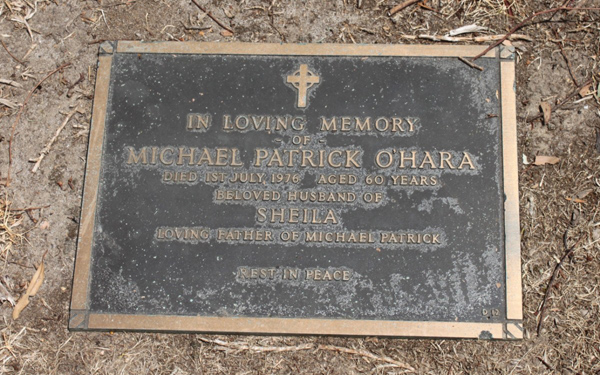 IN LOVING MEMORY
OF
MICHAEL PATRICK O'HARA
DIED 1ST JULY 1976 AGED 60 YEARS
BELOVED HUSBAND OF
SHEILA
LOVING FATHER OF MICHAEL PATRICK
REST IN PEACE